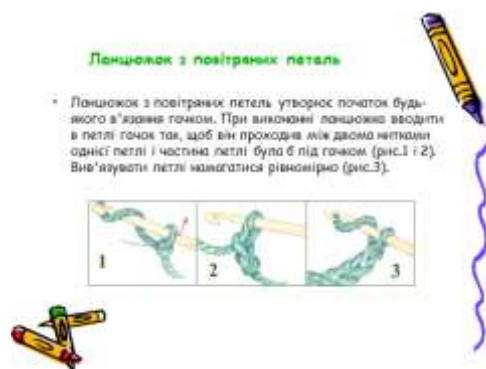 Ланцюжок з повітряних петель
• Ланцюжок з повітряних петель утворює початок будь-
якого в'язання гачком. При виконанні ланцюжка вводити
в петлі гачок так, щоб він проходив між двома нитками
однієї петлі і частина петлі була б під гачком (рис.1 і 2).
Вив'язувати петлі намагатися рівномірно (рис.3).
1 2 3